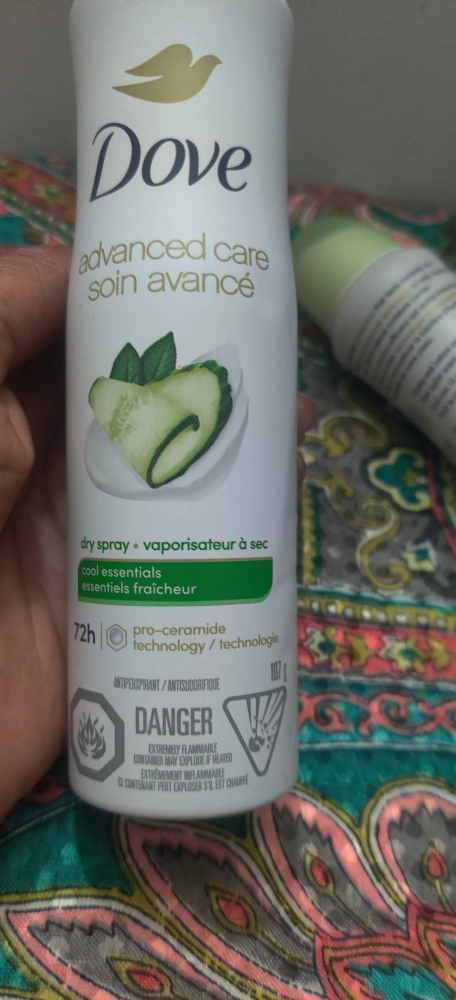 Dove
advanced care
soin avancé
dry spray • vaporisateur à sec
cool essentials
essentiels fraîcheur
72h
pro-ceramide
technology / technologie
107 g
ANTIPERSPIRANT / ANTISUDORIFIQUE
DANGER
EXTREMELY FLAMMABLE
CONTAINER MAY EXPLODE IF HEATED
EXTRÊMEMENT INFLAMMABLE
CE CONTENANT PEUT EXPLOSER S'IL EST CHAUFFÉ